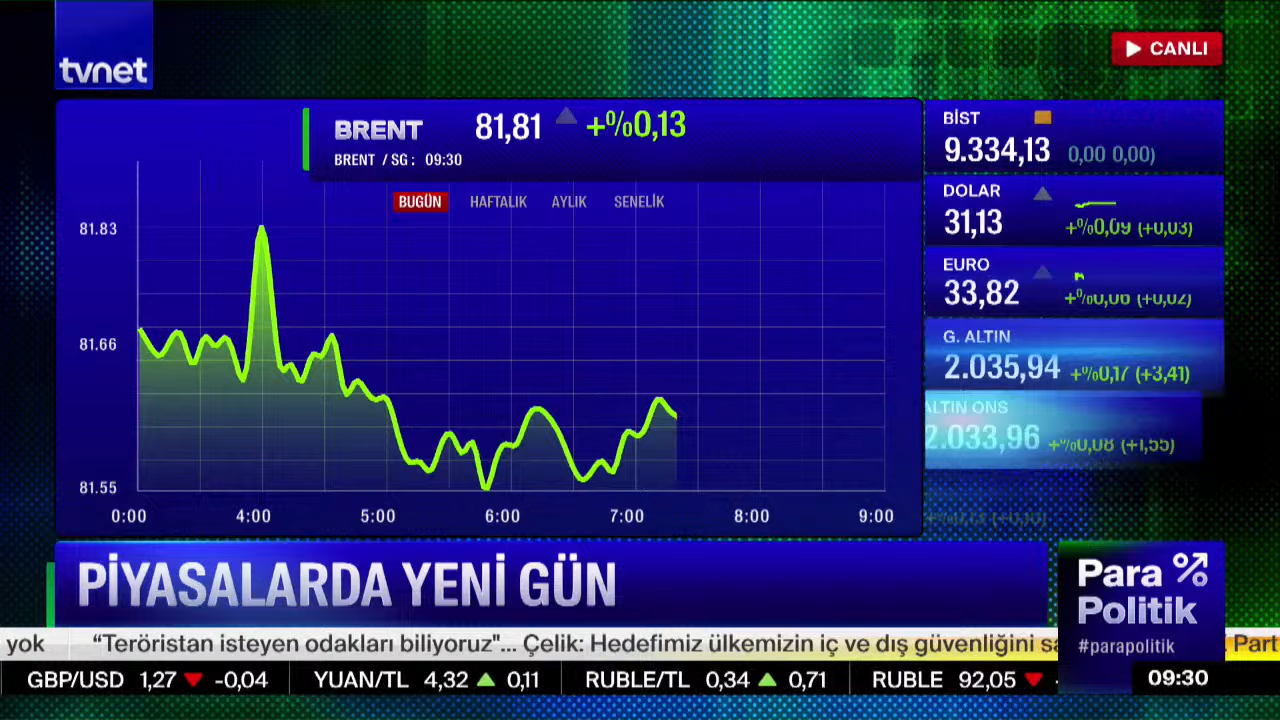 tvnet
CANLI
BRENT 81,81 +%0,13
BRENT / SG : 09:30
BUGÜN HAFTALIK AYLIK SENELİK
81.83
81.66
81.55
0:00 4:00 5:00 6:00 7:00 8:00 9:00
BİST
9.334,13 0,00 0,00)
DOLAR
31,13 +%0,09 (+0,03)
EURO
33,82 +%0,06 (+0,02)
G. ALTIN
2.035,94 +%0,17 (+3,41)
ALTIN ONS
2.033,96 +%0,08 (+1,55)
PİYASALARDA YENİ GÜN
Para
Politik
#parapolitik
yok “Teröristan isteyen odakları biliyoruz"... Çelik: Hedefimiz ülkemizin iç ve dış güvenliğini Parti
GBP/USD 1,27 -0,04 YUAN/TL 4,32 0,11 RUBLE/TL 0,34 0,71 RUBLE 92,05
09:30